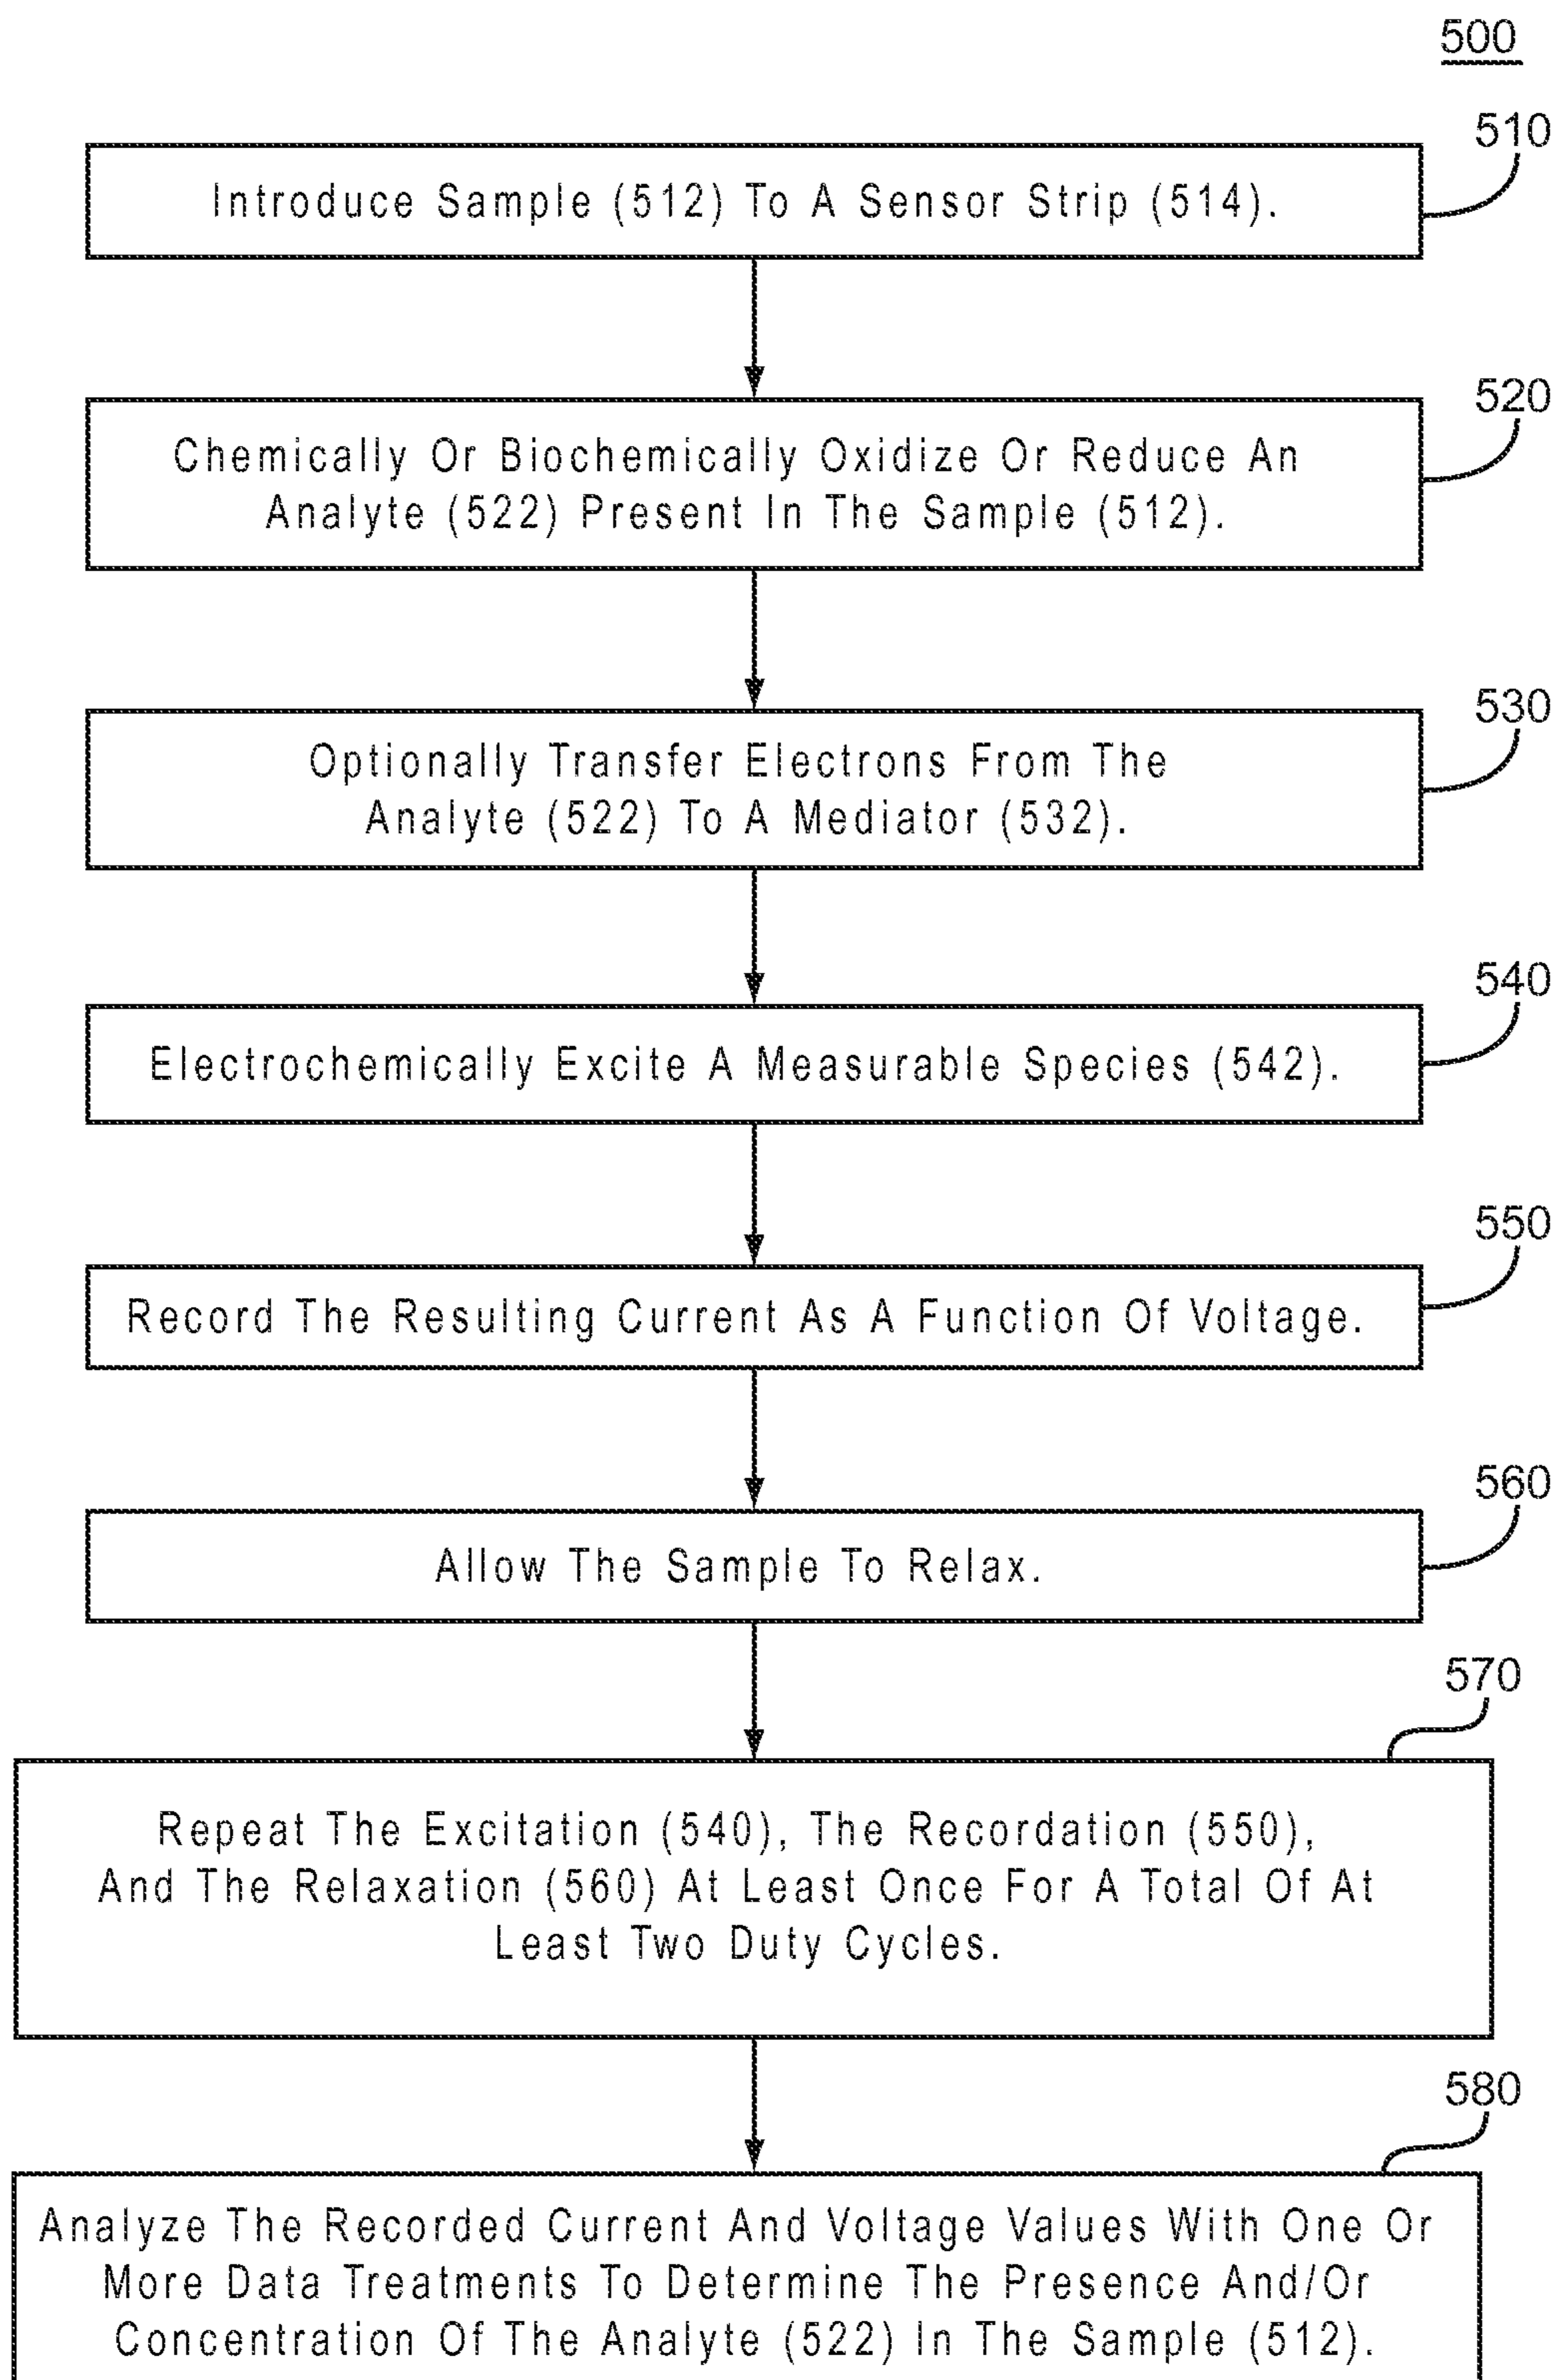 500
510
Introduce Sample (512) To A Sensor Strip (514).
520
Chemically Or Biochemically Oxidize Or Reduce An
Analyte (522) Present In The Sample (512).
530
Optionally Transfer Electrons From The
Analyte (522) To A Mediator (532).
540
Electrochemically Excite A Measurable Species (542).
550
Record The Resulting Current As A Function Of Voltage.
560
Allow The Sample To Relax.
570
Repeat The Excitation (540), The Recordation (550),
And The Relaxation (560) At Least Once For A Total Of At
Least Two Duty Cycles.
580
Analyze The Recorded Current And Voltage Values With One Or
More Data Treatments To Determine The Presence And/Or
Concentration Of The Analyte (522) In The Sample (512).